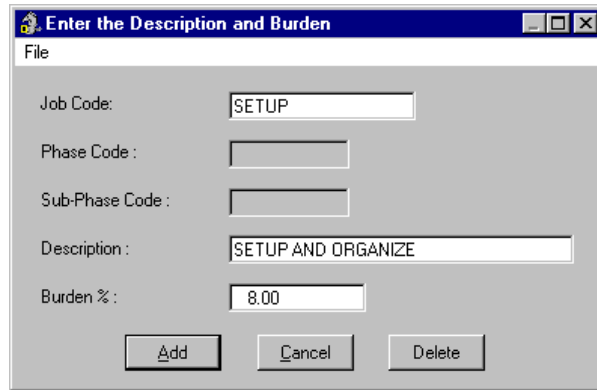 Enter the Description and Burden
File
Job Code: SETUP
Phase Code :
Sub-Phase Code :
Description : SETUP AND ORGANIZE
Burden % : 8.00
Add Cancel Delete